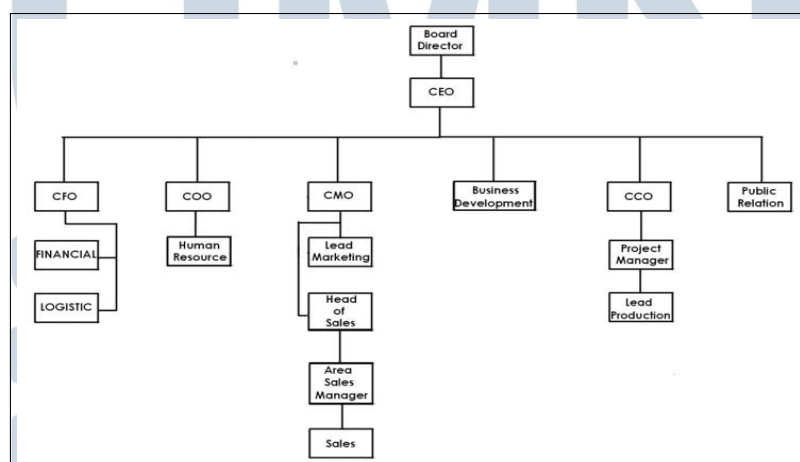 Board
Director
CEO
CFO
COO
CMO
Business
Development
CCO
Public
Relation
FINANCIAL
Human
Resource
Lead
Marketing
Project
Manager
LOGISTIC
Head
of
Sales
Lead
Production
Area
Sales
Manager
Sales